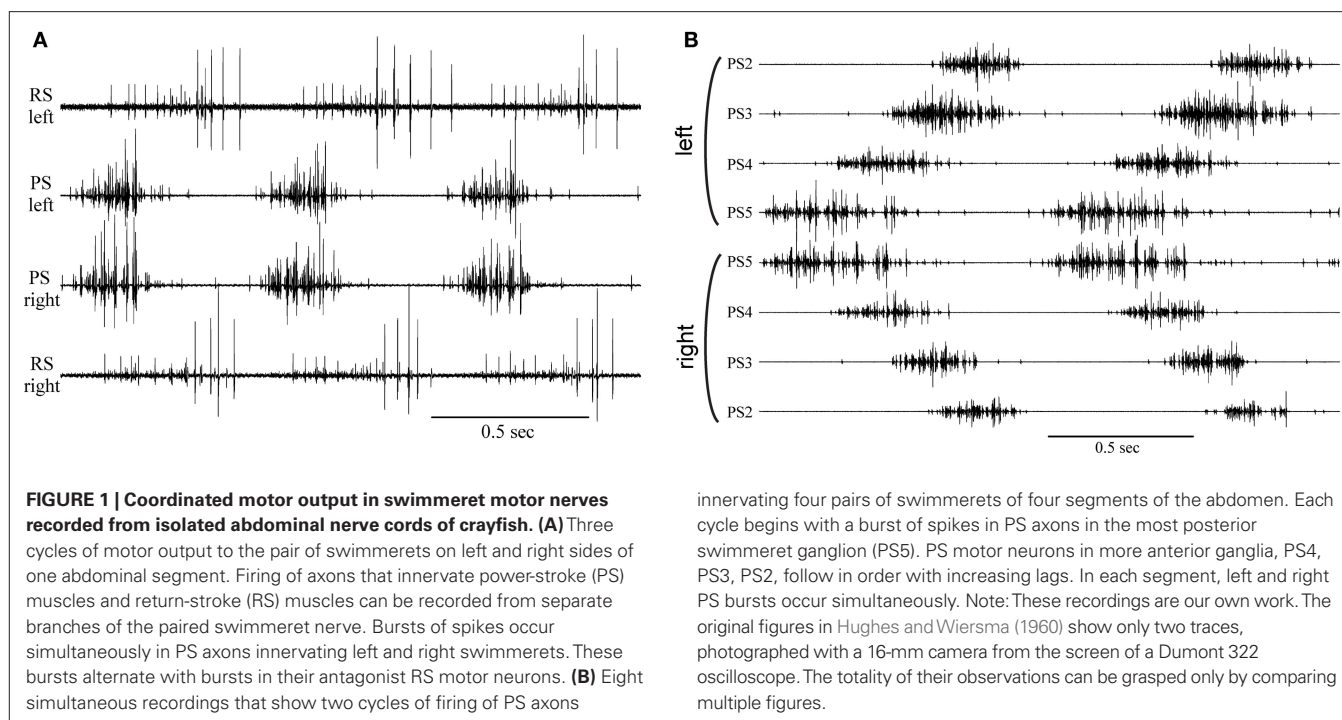 A
RS
left
PS
left
PS
right
RS
right
0.5 sec
B
left
PS2
PS3
PS4
PS5
right
PS5
PS4
PS3
PS2
0.5 sec
FIGURE 1 | Coordinated motor output in swimmeret motor nerves
recorded from isolated abdominal nerve cords of crayfish. (A) Three
cycles of motor output to the pair of swimmerets on left and right sides of
one abdominal segment. Firing of axons that innervate power-stroke (PS)
muscles and return-stroke (RS) muscles can be recorded from separate
branches of the paired swimmeret nerve. Bursts of spikes occur
simultaneously in PS axons innervating left and right swimmerets. These
bursts alternate with bursts in their antagonist RS motor neurons. (B) Eight
simultaneous recordings that show two cycles of firing of PS axons
innervating four pairs of swimmerets of four segments of the abdomen. Each
cycle begins with a burst of spikes in PS axons in the most posterior
swimmeret ganglion (PS5). PS motor neurons in more anterior ganglia, PS4,
PS3, PS2, follow in order with increasing lags. In each segment, left and right
PS bursts occur simultaneously. Note: These recordings are our own work. The
original figures in Hughes and Wiersma (1960) show only two traces,
photographed with a 16-mm camera from the screen of a Dumont 322
oscilloscope. The totality of their observations can be grasped only by comparing
multiple figures.